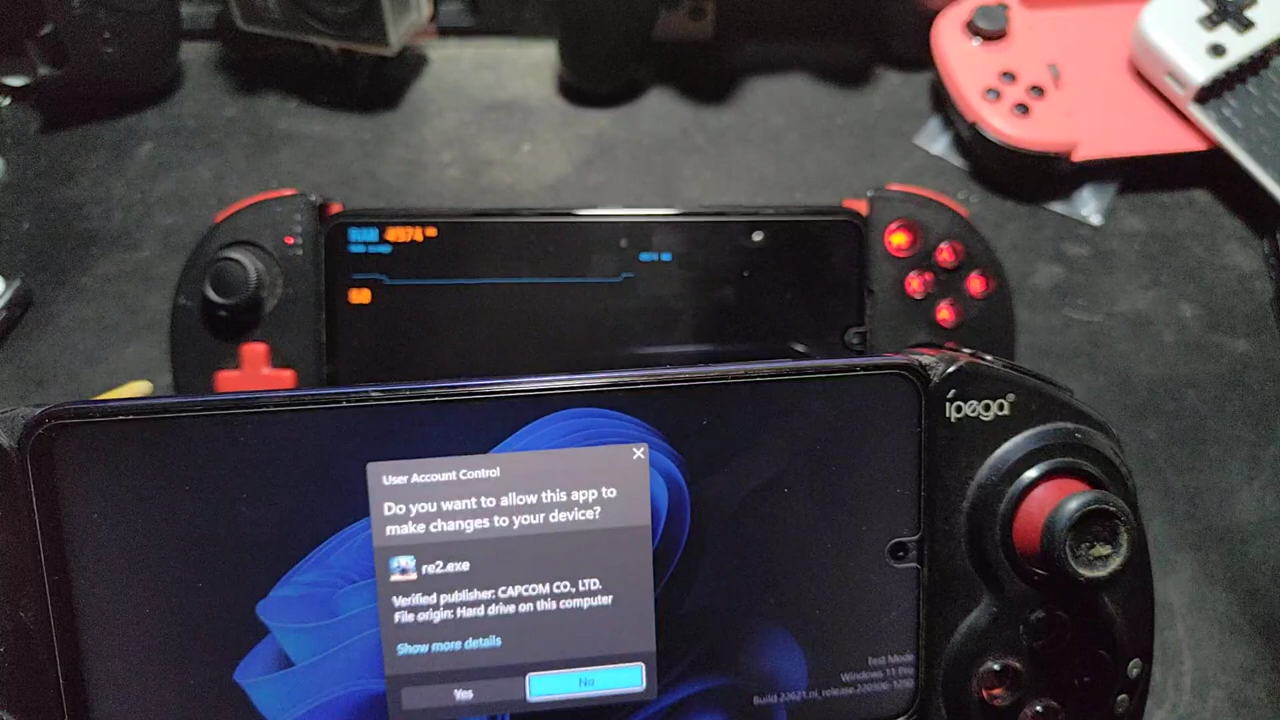 ípega®
User Account Control
Do you want to allow this app to
make changes to your device?
re2.exe
Verified publisher: CAPCOM CO., LTD.
File origin: Hard drive on this computer
Show more details
Yes
No
Test Mode
Windows 11 Pro